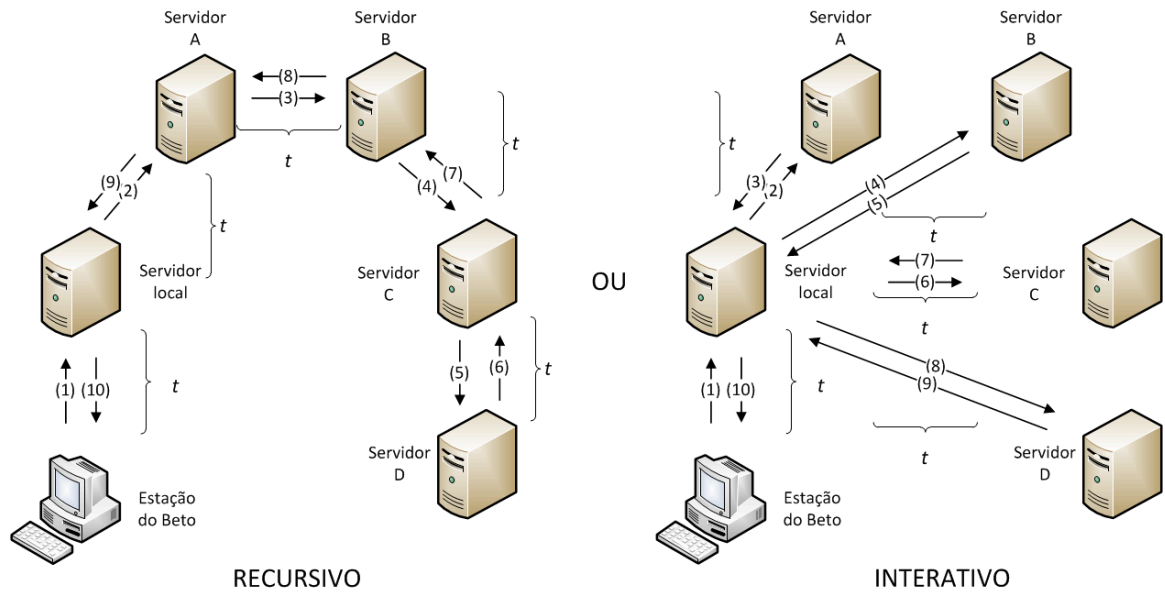 Servidor
A
Servidor
B
(8)
(3)
t
t
(9)
(2)
(4)
(7)
t
Servidor
local
Servidor
C
(1)
(10)
t
(5)
(6)
t
Servidor
D
Estação
do Beto
RECURSIVO
OU
Servidor
A
Servidor
B
t
(3)
(2)
(4)
(5)
t
Servidor
local
(7)
(6)
t
Servidor
C
(1)
(10)
t
(8)
(9)
t
Servidor
D
Estação
do Beto
INTERATIVO